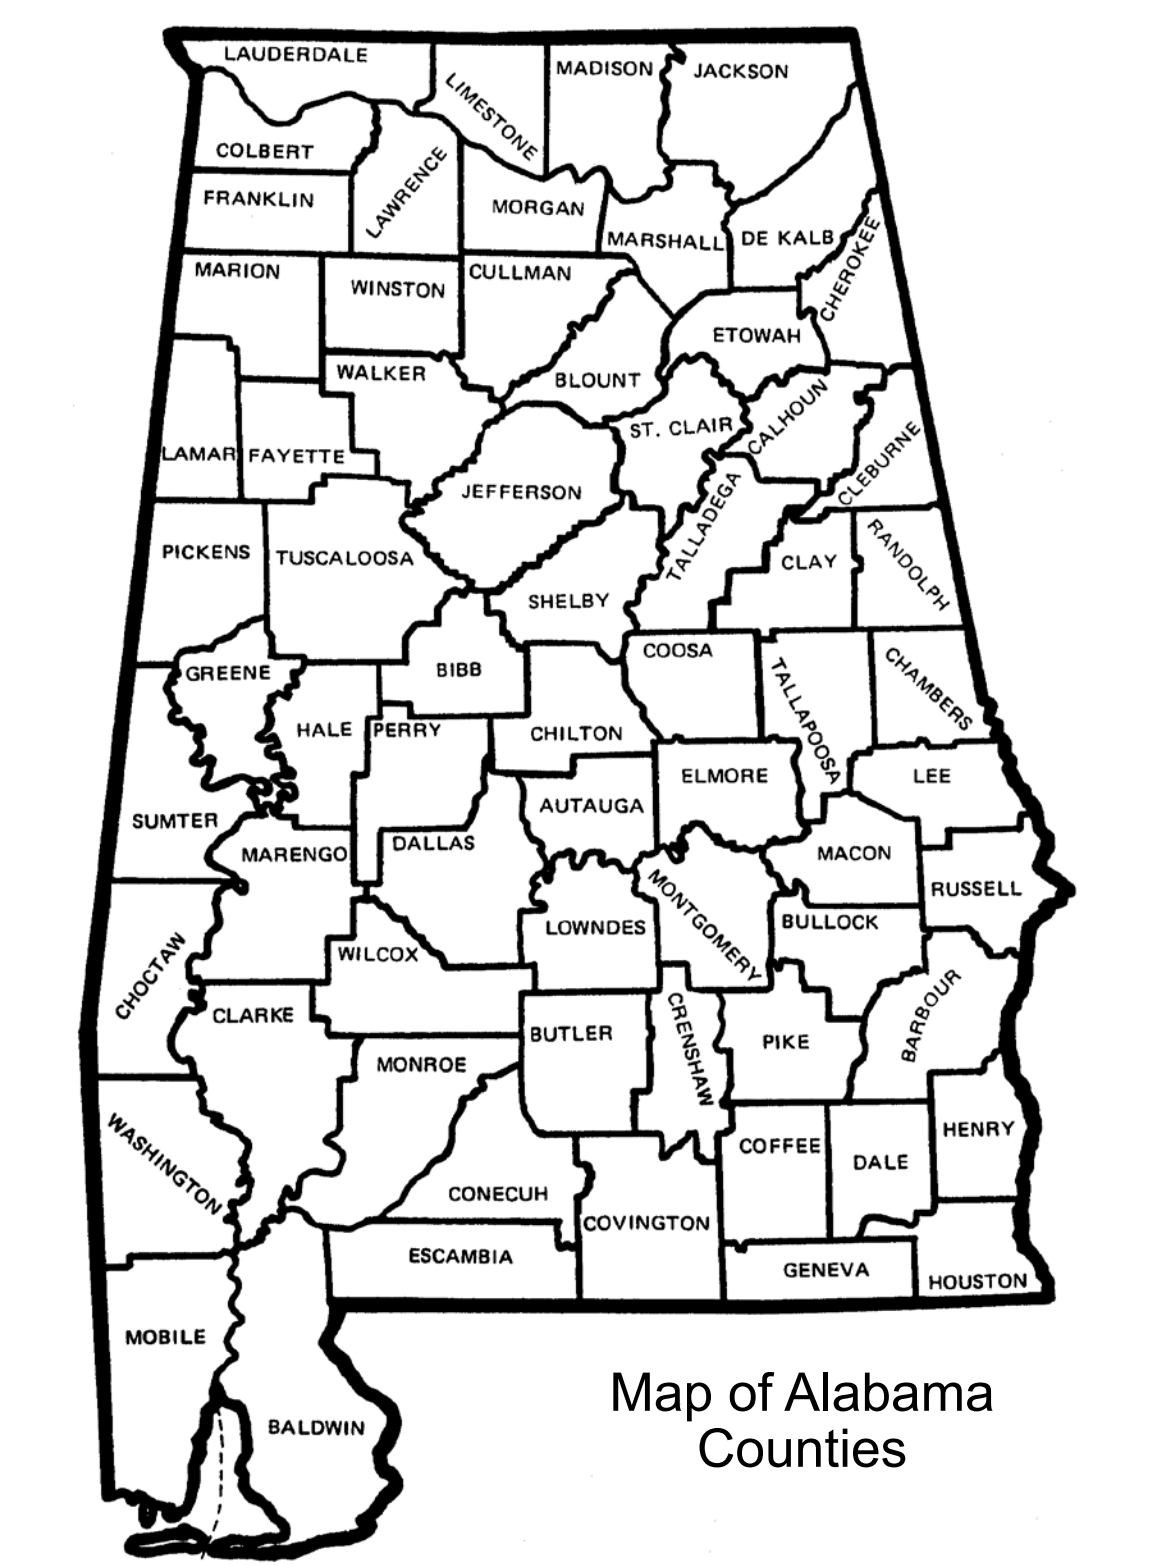 LAUDERDALE
LIMESTONE
MADISON
JACKSON
COLBERT
LAWRENCE
FRANKLIN
MORGAN
MARSHALL
DE KALB
CHEROKEE
MARION
WINSTON
CULLMAN
ETOWAH
WALKER
BLOUNT
ST. CLAIR
CALHOUN
CLEBURNE
LAMAR
FAYETTE
JEFFERSON
TALLADEGA
PICKENS
TUSCALOOSA
SHELBY
CLAY
RANDOLPH
GREENE
BIBB
COOSA
TALLAPOOSA
CHAMBERS
HALE
PERRY
CHILTON
ELMORE
LEE
SUMTER
MARENGO
DALLAS
AUTAUGA
MACON
RUSSELL
LOWNDES
MONTGOMERY
BULLOCK
CHOCTAW
WILCOX
CLARKE
BUTLER
CRENSHAW
PIKE
BARBOUR
MONROE
WASHINGTON
CONECUH
COFFEE
DALE
HENRY
COVINGTON
ESCAMBIA
GENEVA
HOUSTON
MOBILE
BALDWIN
Map of Alabama
Counties